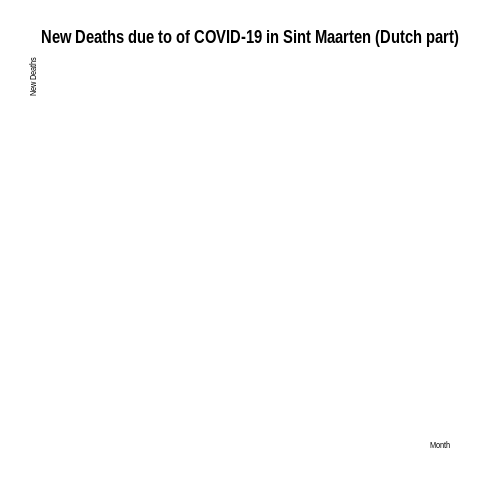 New Deaths due to of COVID-19 in Sint Maarten (Dutch part)
New Deaths
Month